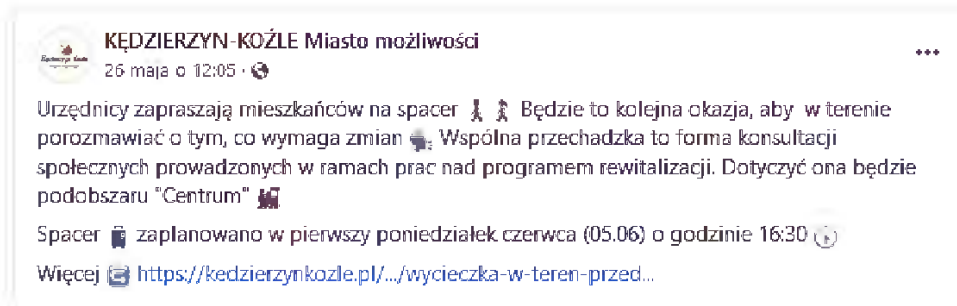 KĘDZIERZYN-KOŹLE Miasto możliwości
26 maja o 12:05 ·
Urzędnicy zapraszają mieszkańców na spacer Będzie to kolejna okazja, aby w terenie
porozmawiać o tym, co wymaga zmian Wspólna przechadzka to forma konsultacji
społecznych prowadzonych w ramach prac nad programem rewitalizacji. Dotyczyć ona będzie
podobszaru "Centrum"
Spacer zaplanowano w pierwszy poniedziałek czerwca (05.06) o godzinie 16:30
Więcej https://kedzierzynkozle.pl/.../wycieczka-w-teren-przed...